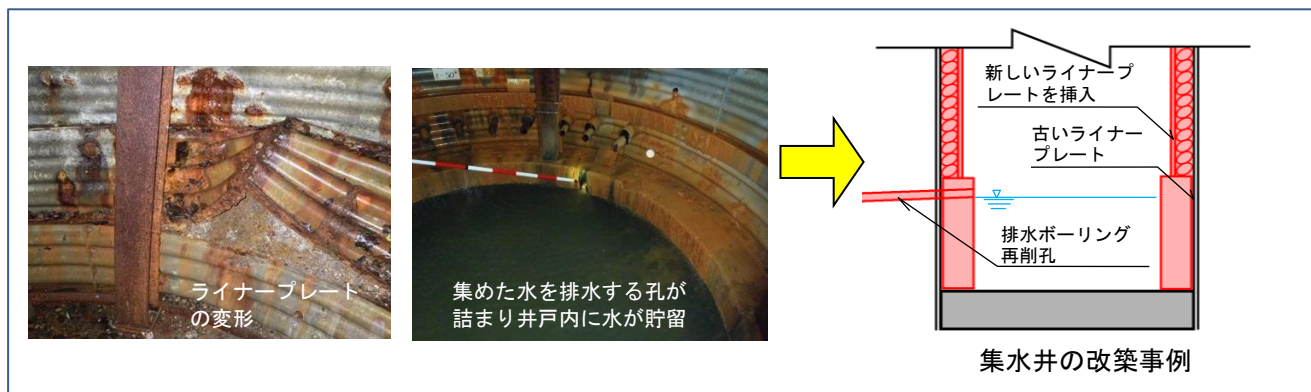 ライナープレート
の変形
集めた水を排水する孔が
詰まり井戸内に水が貯留
新しいライナープ
レートを挿入
古いライナー
プレート
排水ボーリング
再削孔
集水井の改築事例